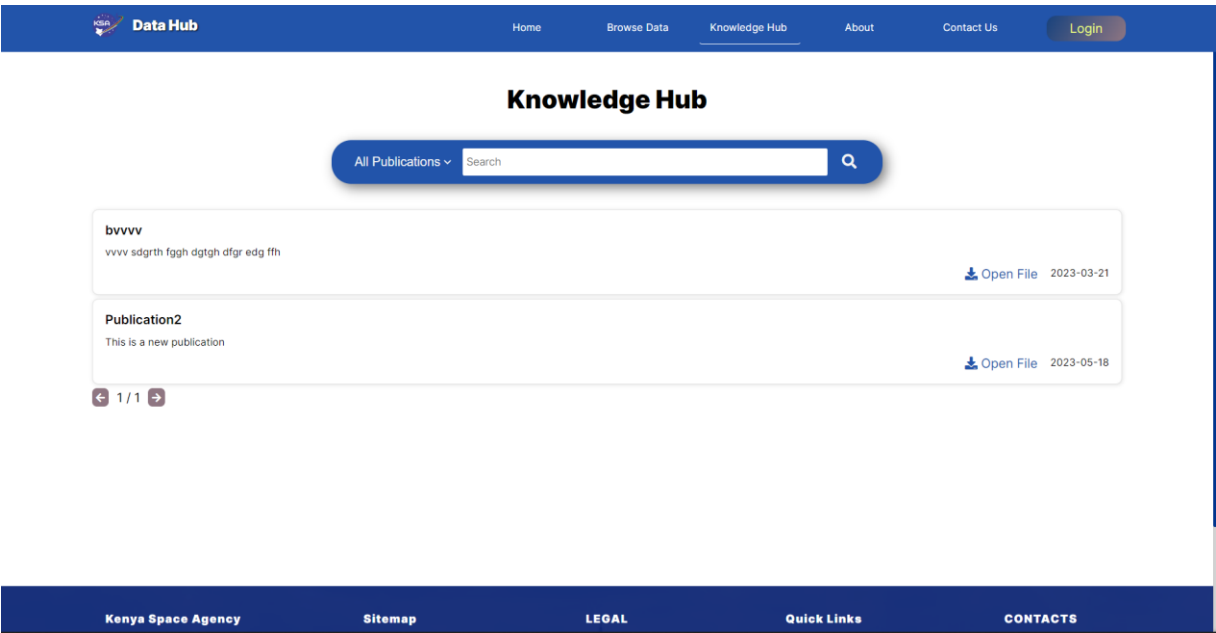 KSA Data Hub Home Browse Data Knowledge Hub About Contact Us Login
Knowledge Hub
All Publications Search
bvvvv
vvvv sdgrth fggh dgtgh dfgr edg ffh
Open File 2023-03-21
Publication2
This is a new publication
Open File 2023-05-18
1 / 1
Kenya Space Agency Sitemap LEGAL Quick Links CONTACTS